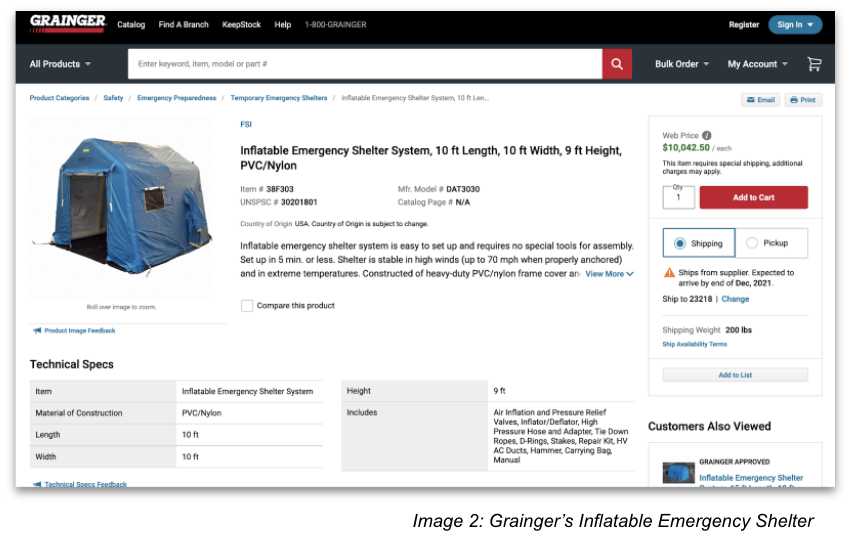 GRAINGER
Catalog Find A Branch KeepStock Help 1-800-GRAINGER Register Sign In
All Products Enter keyword, item, model or part # Bulk Order My Account
Product Categories / Safety / Emergency Preparedness / Temporary Emergency Shelters / Inflatable Emergency Shelter System, 10 ft Len...
Email Print
FSI
Inflatable Emergency Shelter System, 10 ft Length, 10 ft Width, 9 ft Height,
PVC/Nylon
Item # 38F303 Mfr. Model # DAT3030
UNSPSC # 30201801 Catalog Page # N/A
Country of Origin USA. Country of Origin is subject to change.
Inflatable emergency shelter system is easy to set up and requires no special tools for assembly.
Set up in 5 min. or less. Shelter is stable in high winds (up to 70 mph when properly anchored)
and in extreme temperatures. Constructed of heavy-duty PVC/nylon frame cover an View More
Compare this product
Roll over image to zoom.
Product Image Feedback
Web Price
$10,042.50 / each
This item requires special shipping, additional
charges may apply.
Qty
1
Add to Cart
Shipping Pickup
Ships from supplier. Expected to
arrive by end of Dec, 2021.
Ship to 23218 | Change
Shipping Weight 200 lbs
Ship Availability Terms
Add to List
Technical Specs
Item Inflatable Emergency Shelter System
Material of Construction PVC/Nylon
Length 10 ft
Width 10 ft
Height 9 ft
Includes Air Inflation and Pressure Relief
Valves, Inflator/Deflator, High
Pressure Hose and Adapter, Tie Down
Ropes, D-Rings, Stakes, Repair Kit, HV
AC Ducts, Hammer, Carrying Bag,
Manual
Technical Specs Feedback
Customers Also Viewed
GRAINGER APPROVED
Inflatable Emergency Shelter
Image 2: Grainger's Inflatable Emergency Shelter